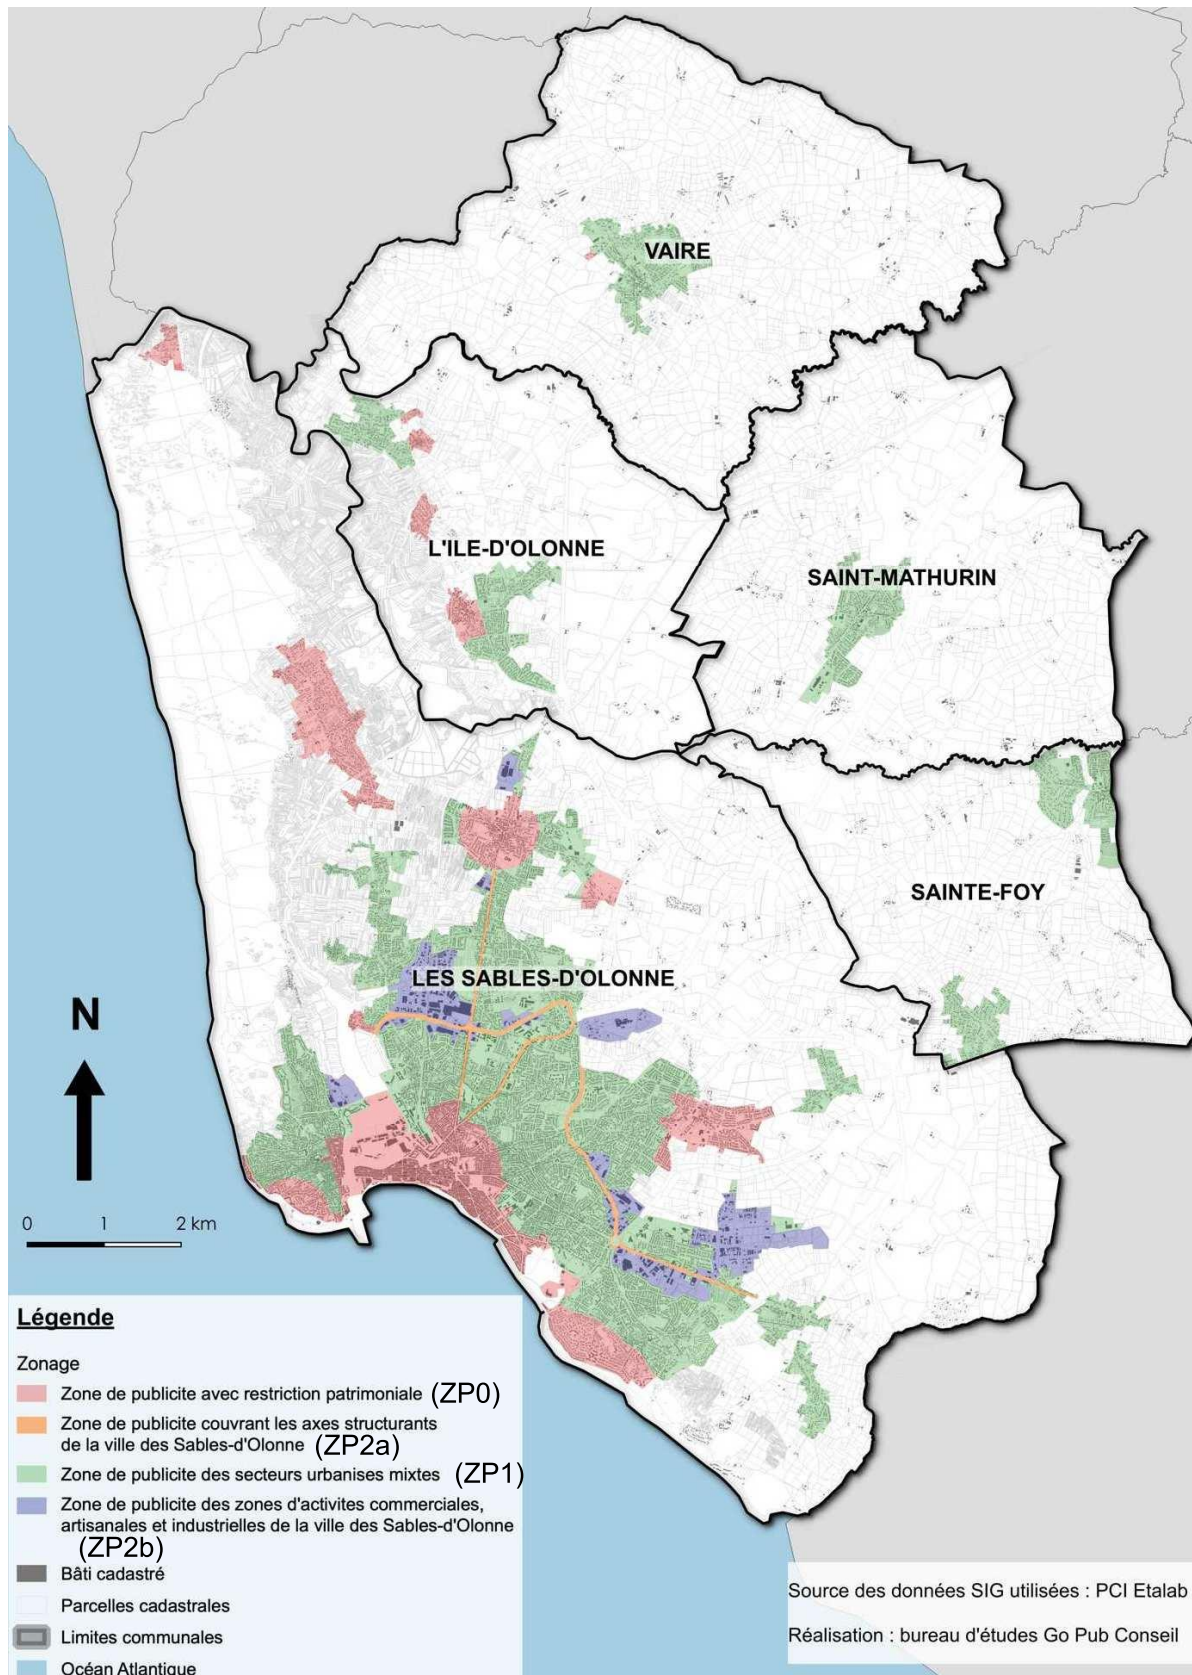 VAIRE
L'ILE-D'OLONNE
SAINT-MATHURIN
SAINTE-FOY
LES SABLES-D'OLONNE
N
0 1 2 km
Légende
Zonage
Zone de publicite avec restriction patrimoniale (ZP0)
Zone de publicite couvrant les axes structurants
de la ville des Sables-d'Olonne (ZP2a)
Zone de publicite des secteurs urbanises mixtes (ZP1)
Zone de publicite des zones d'activites commerciales,
artisanales et industrielles de la ville des Sables-d'Olonne
(ZP2b)
Bâti cadastré
Parcelles cadastrales
Limites communales
Océan Atlantique
Source des données SIG utilisées : PCI Etalab
Réalisation : bureau d'études Go Pub Conseil